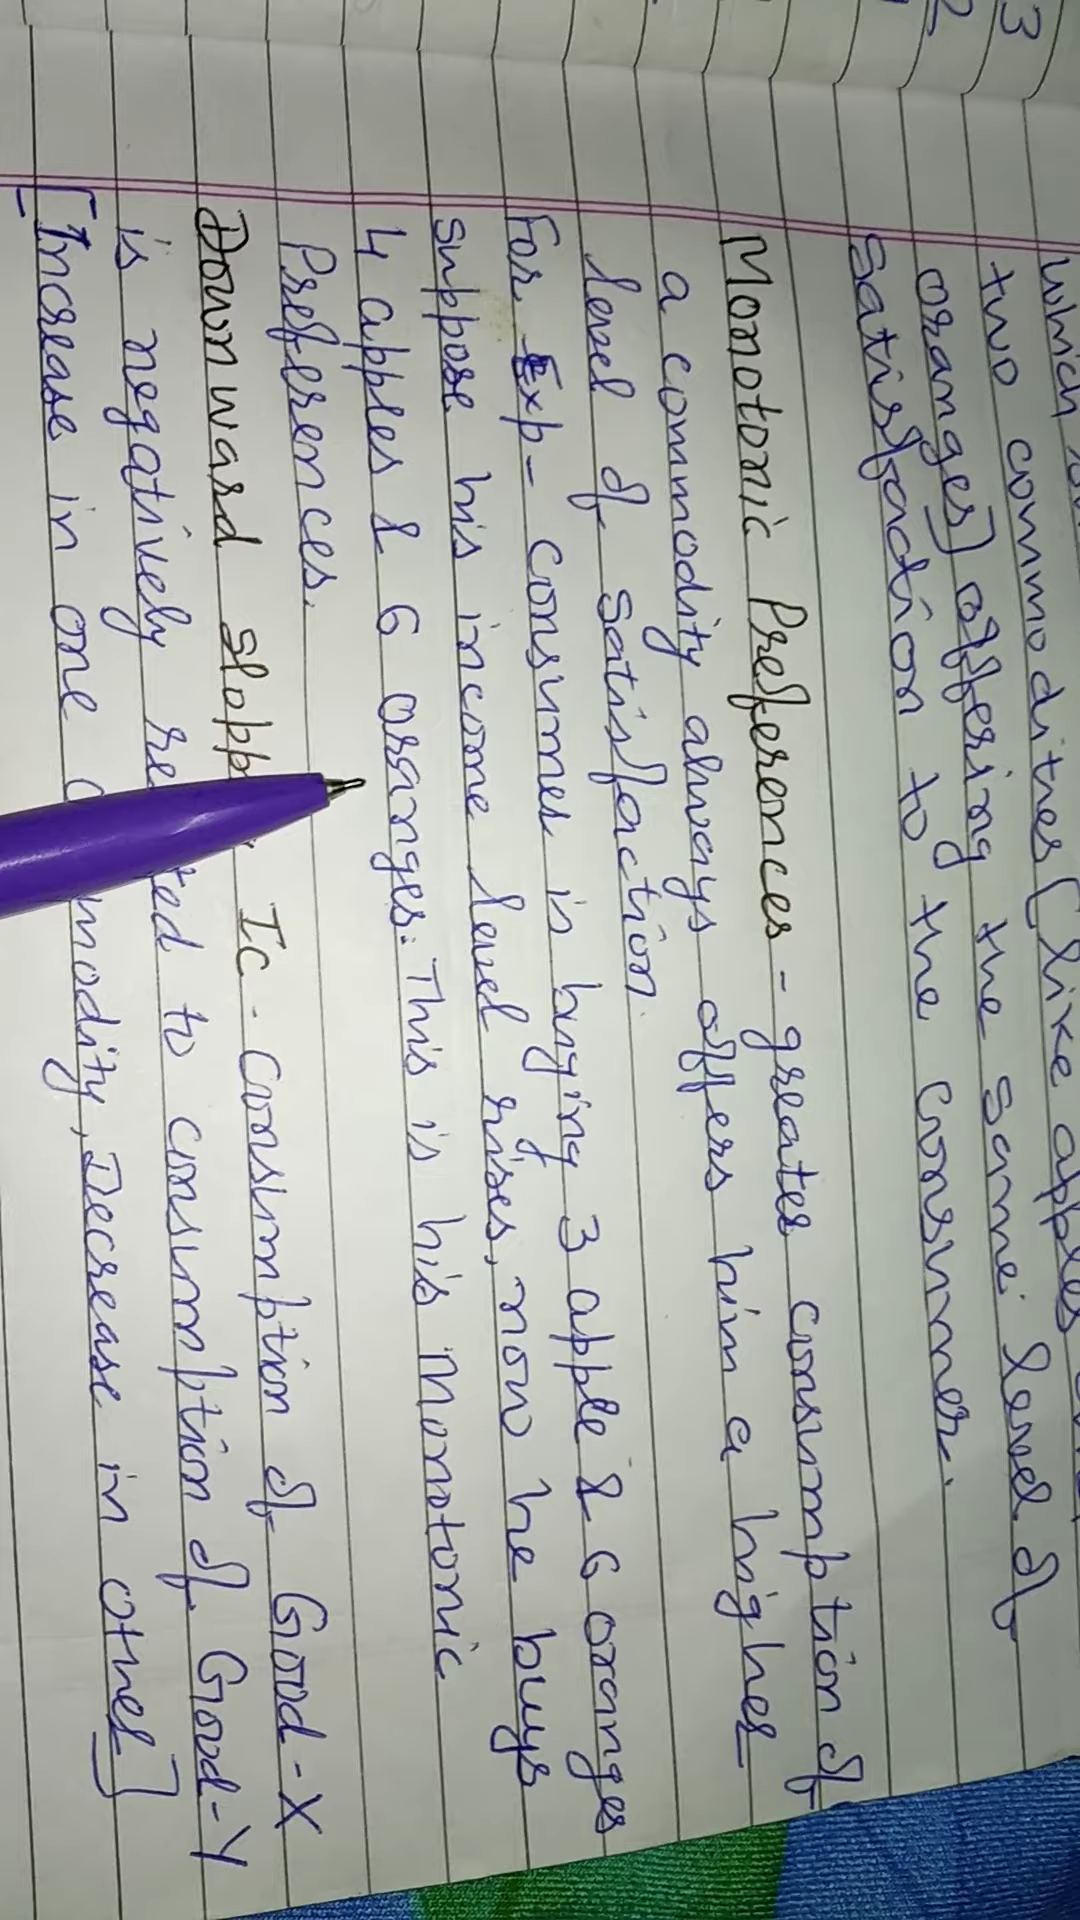 3
2
which
two commodities [like apples
oranges] offering the same level of
satisfaction to the consumer.
Monotonic Preferences - greater consumption of
a commodity always offers him a higher
level of satisfaction.
For Exp - consumer is buying 3 apple & 6 oranges
suppose his income level rises, now he buys
4 apples & 6 oranges. This is his monotonic
Preferences.
Downward Slopp Ic - Consumption of Good-X
is negatively related to consumption of Good-Y
[Increase in one Commodity, Decrease in other]